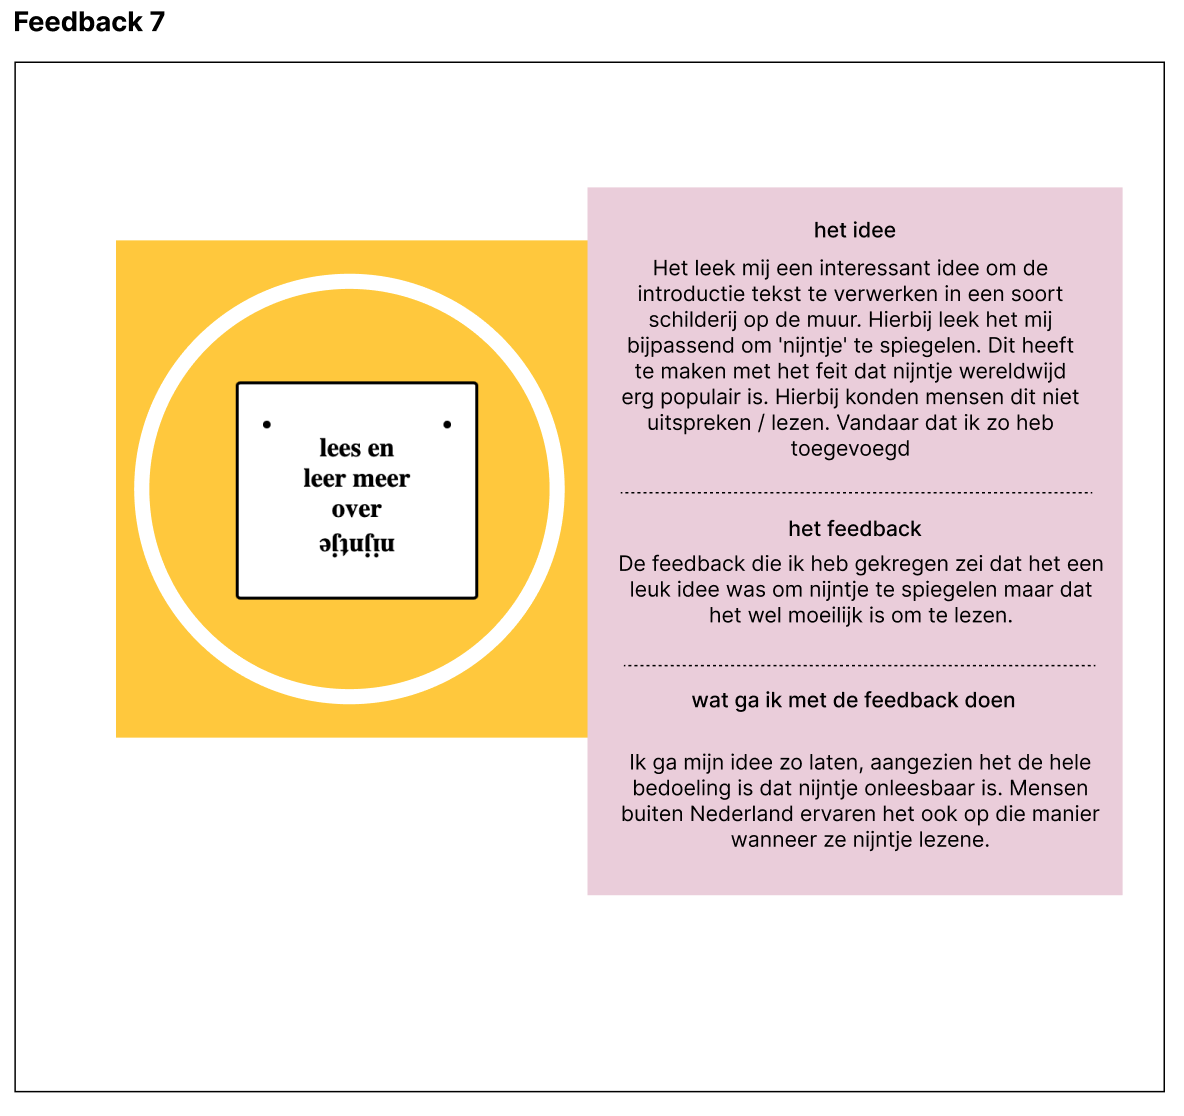 Feedback 7
lees en
leer meer
over
nijntje
het idee
Het leek mij een interessant idee om de
introductie tekst te verwerken in een soort
schilderij op de muur. Hierbij leek het mij
bijpassend om 'nijntje' te spiegelen. Dit heeft
te maken met het feit dat nijntje wereldwijd
erg populair is. Hierbij konden mensen dit niet
uitspreken / lezen. Vandaar dat ik zo heb
toegevoegd
het feedback
De feedback die ik heb gekregen zei dat het een
leuk idee was om nijntje te spiegelen maar dat
het wel moeilijk is om te lezen.
wat ga ik met de feedback doen
Ik ga mijn idee zo laten, aangezien het de hele
bedoeling is dat nijntje onleesbaar is. Mensen
buiten Nederland ervaren het ook op die manier
wanneer ze nijntje lezene.